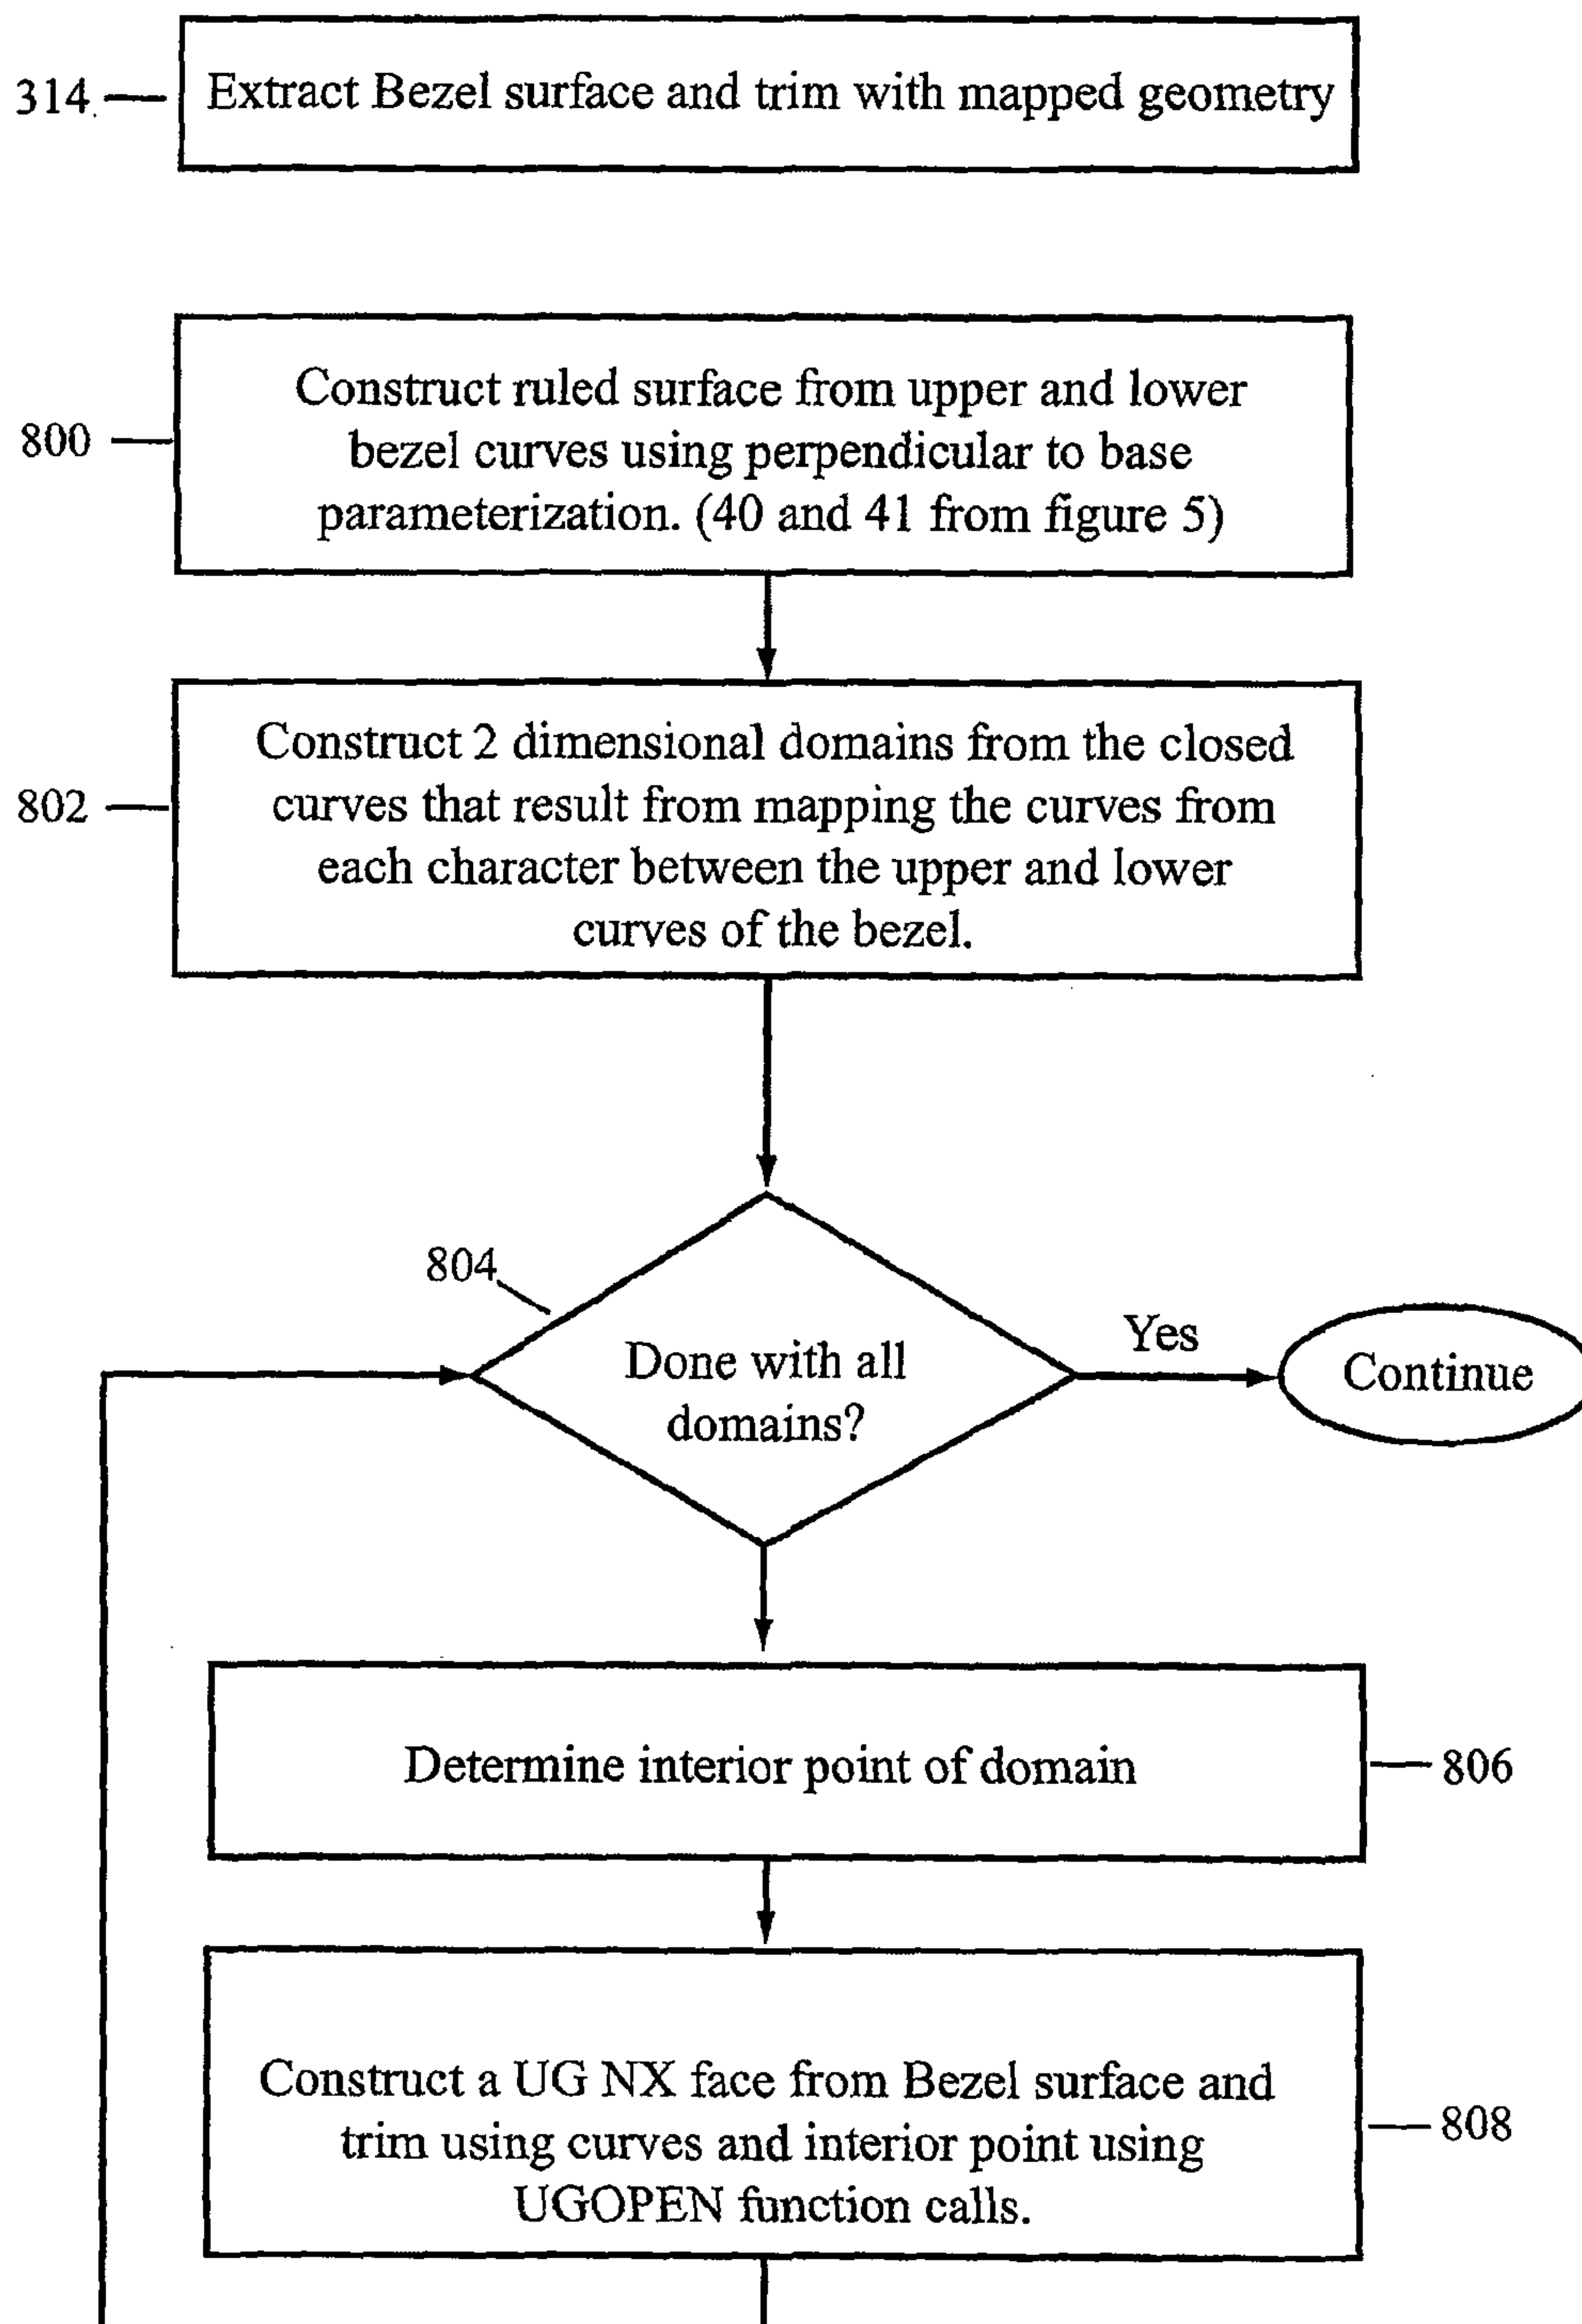 314
Extract Bezel surface and trim with mapped geometry
800
Construct ruled surface from upper and lower
bezel curves using perpendicular to base
parameterization. (40 and 41 from figure 5)
802
Construct 2 dimensional domains from the closed
curves that result from mapping the curves from
each character between the upper and lower
curves of the bezel.
804
Done with all
domains?
Yes
Continue
Determine interior point of domain
806
Construct a UG NX face from Bezel surface and
trim using curves and interior point using
UGOPEN function calls.
808